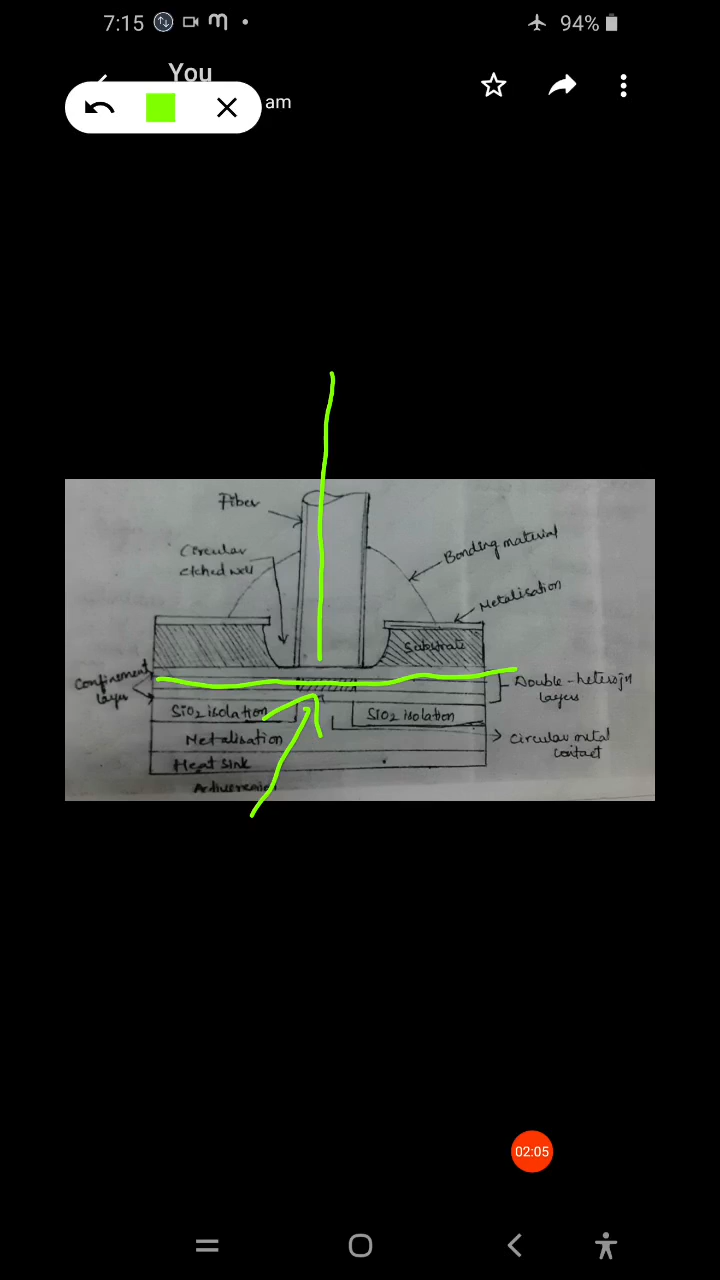 7:15
94%
You
am
Fiber
Circular
etched well
Bonding material
Metalisation
Substrate
Confinement
layer
Double-heterojn
layers
SiO2 isolation
SiO2 isolation
Metalisation
Circular metal
contact
Heat sink
02:05